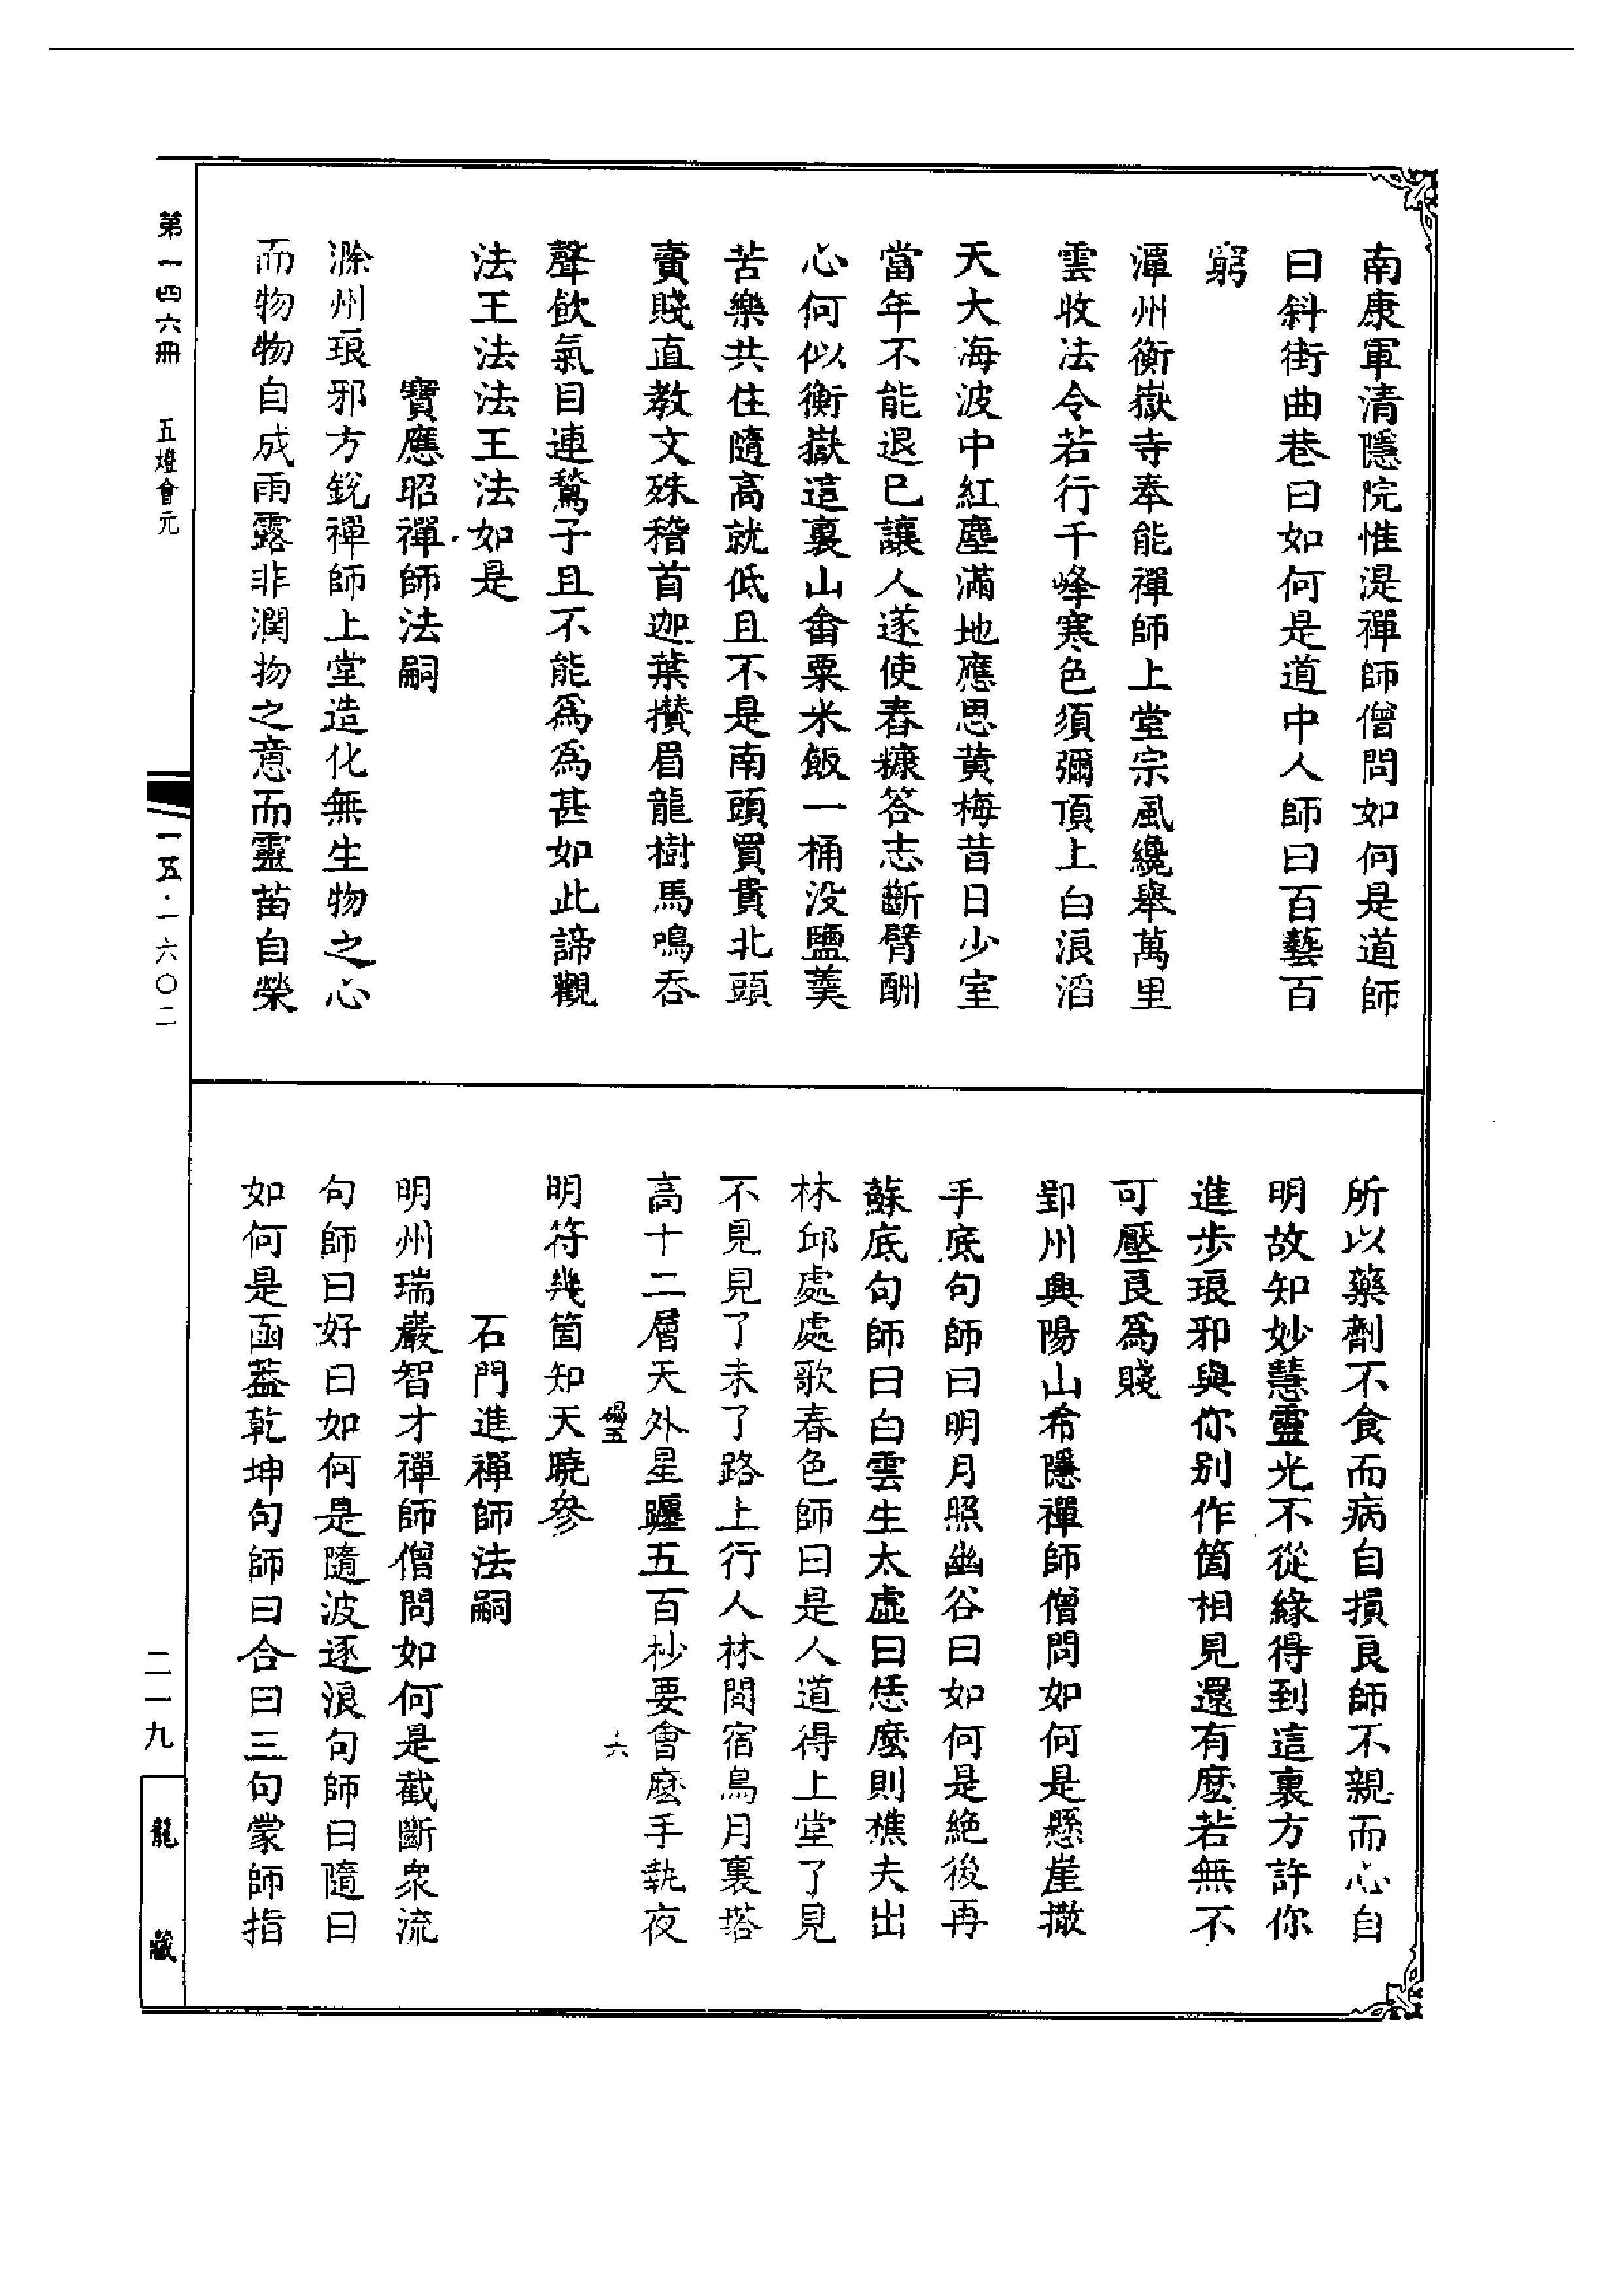 南康軍清隱院惟湜禪師僧問如何是道師
曰斜街曲巷曰如何是道中人師曰百藝百
窮
潭州衡嶽寺奉能禪師上堂宗風纔舉萬里
雲收法令若行千峰寒色須彌頂上白浪滔
天大海波中紅塵滿地應思黄梅昔日少室
當年不能退已讓人遂使舂糠答志斷臂酬
心何似衡嶽這裏山畬粟米飯一桶没鹽羹
苦樂共住隨高就低且不是南頭買貴北頭
賣賤直教文殊稽首迦葉攢眉龍樹馬鳴吞
聲飲氣目連鶖子且不能爲爲甚如此諦觀
法王法法王法如是
寶應昭禪師法嗣
滁州琅邪方銳禪師上堂造化無生物之心
而物物自成雨露非潤物之意而靈苗自榮
所以藥劑不食而病自損良師不親而心自
明故知妙慧靈光不從緣得到這裏方許你
進步琅邪與你别作箇相見還有麽若無不
可壓良爲賤
郢州興陽山希隱禪師僧問如何是懸崖撒
手底句師曰明月照幽谷曰如何是絶後再
蘇底句師曰白雲生太虛曰恁麽則樵夫出
林邱處處歌春色師曰是人道得上堂了見
不見見了未了路上行人林間宿鳥月裏塔
高十二層天外星躔五百杪要會麽手執夜
明符幾箇知天曉參
石門進禪師法嗣
明州瑞巖智才禪師僧問如何是截斷衆流
句師曰好曰如何是隨波逐浪句師曰隨曰
如何是函蓋乾坤句師曰合曰三句蒙師指
六
第一四六冊 五燈會元
一五·一六〇二
二一九
龍藏